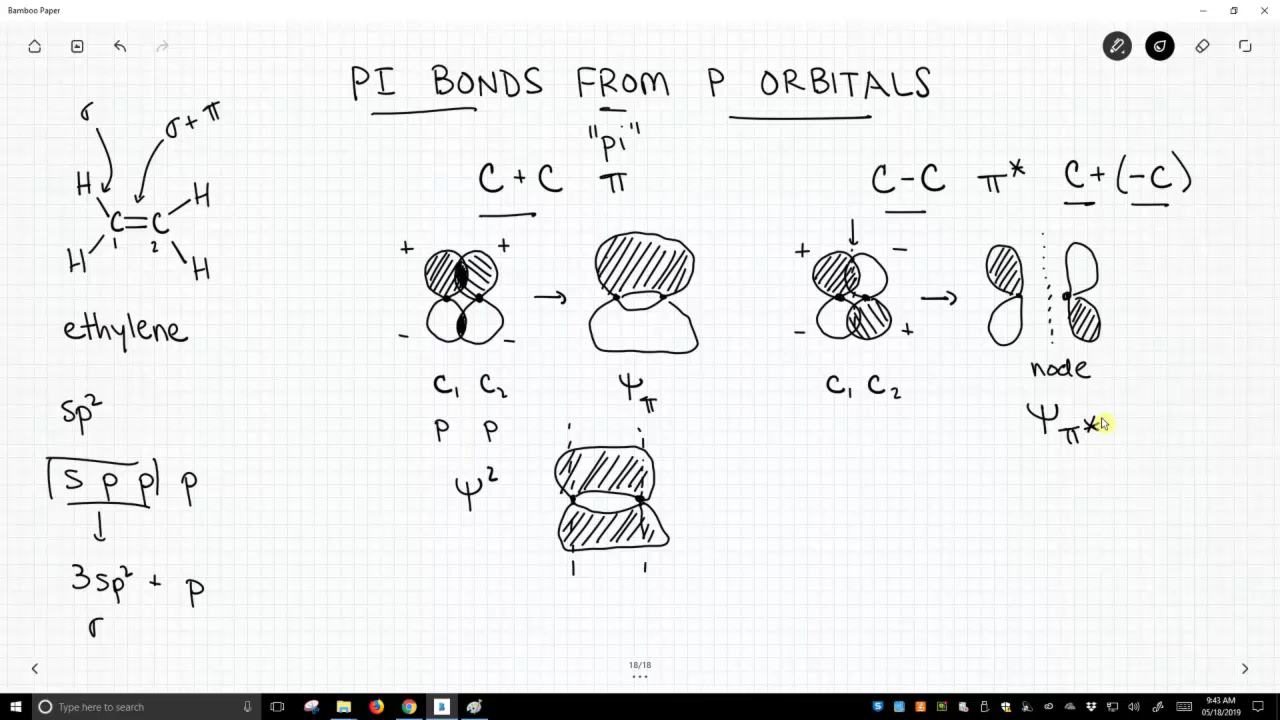 Bamboo Paper
PI BONDS FROM P ORBITALS
σ
σ + π
H
H
C=C
1 2
H
H
ethylene
sp²
s p p p
3sp² + p
σ
"pi"
C + C π
+ +
- -
C₁ C₂
p p
Ψπ
Ψ²
C - C π* C + (-C)
+ -
- +
C₁ C₂
node
Ψπ*
18/18
Type here to search
9:43 AM
05/18/2019